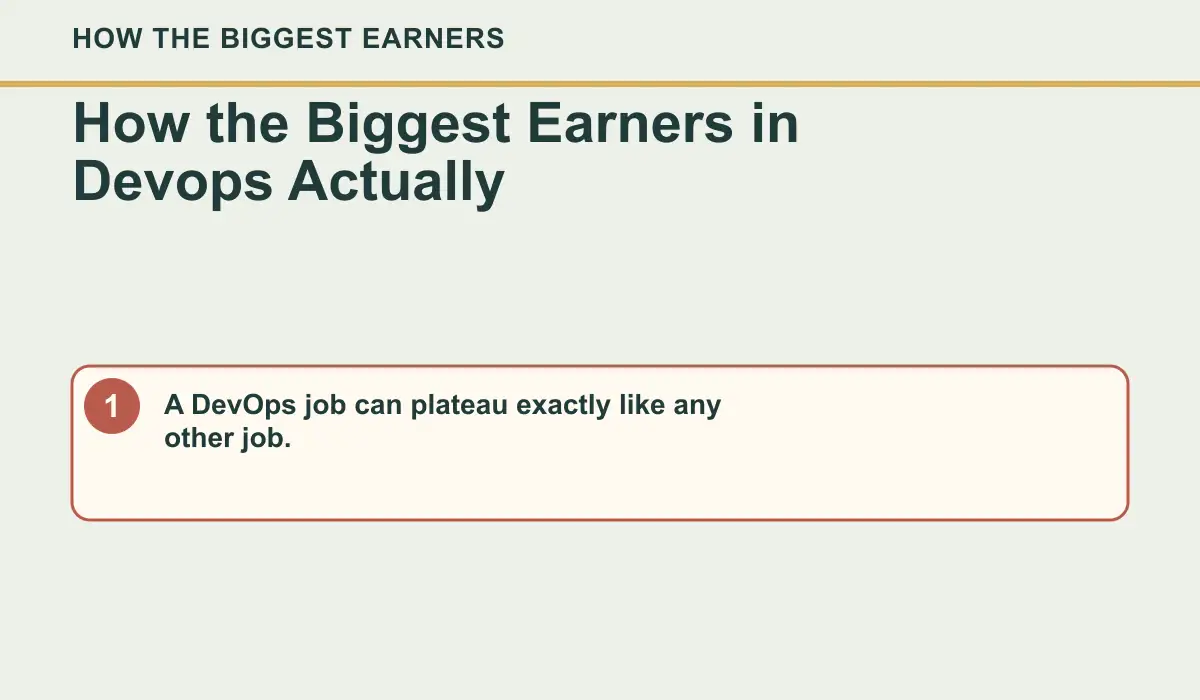 HOW THE BIGGEST EARNERS
How the Biggest Earners in
Devops Actually
1
A DevOps job can plateau exactly like any
other job.